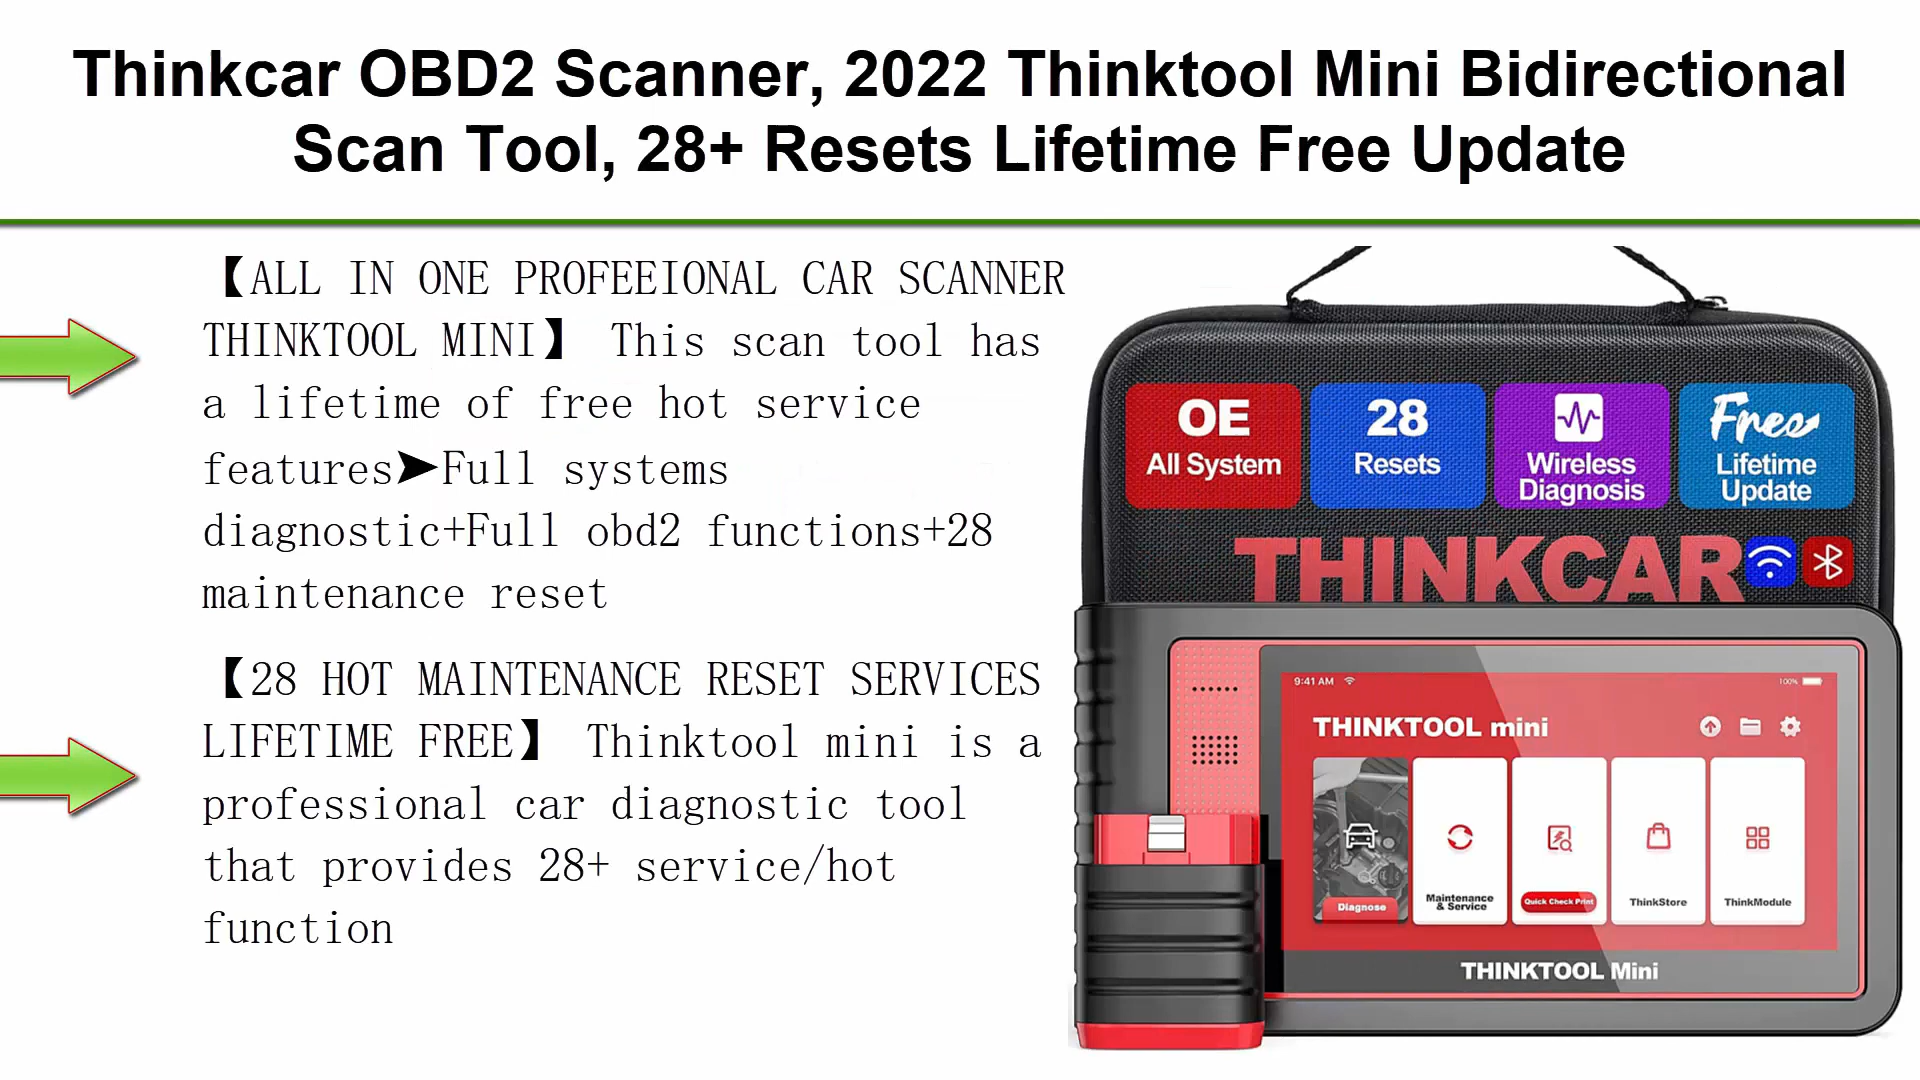 Thinkcar OBD2 Scanner, 2022 Thinktool Mini Bidirectional
Scan Tool, 28+ Resets Lifetime Free Update
【ALL IN ONE PROFEEIONAL CAR SCANNER
THINKTOOL MINI】 This scan tool has
a lifetime of free hot service
features➤Full systems
diagnostic+Full obd2 functions+28
maintenance reset
【28 HOT MAINTENANCE RESET SERVICES
LIFETIME FREE】 Thinktool mini is a
professional car diagnostic tool
that provides 28+ service/hot
function
OE
All System
28
Resets
Wireless
Diagnosis
Free
Lifetime
Update
THINKCAR
9:41 AM
100%
THINKTOOL mini
Diagnose
Maintenance
& Service
Quick Check Print
ThinkStore
ThinkModule
THINKTOOL Mini